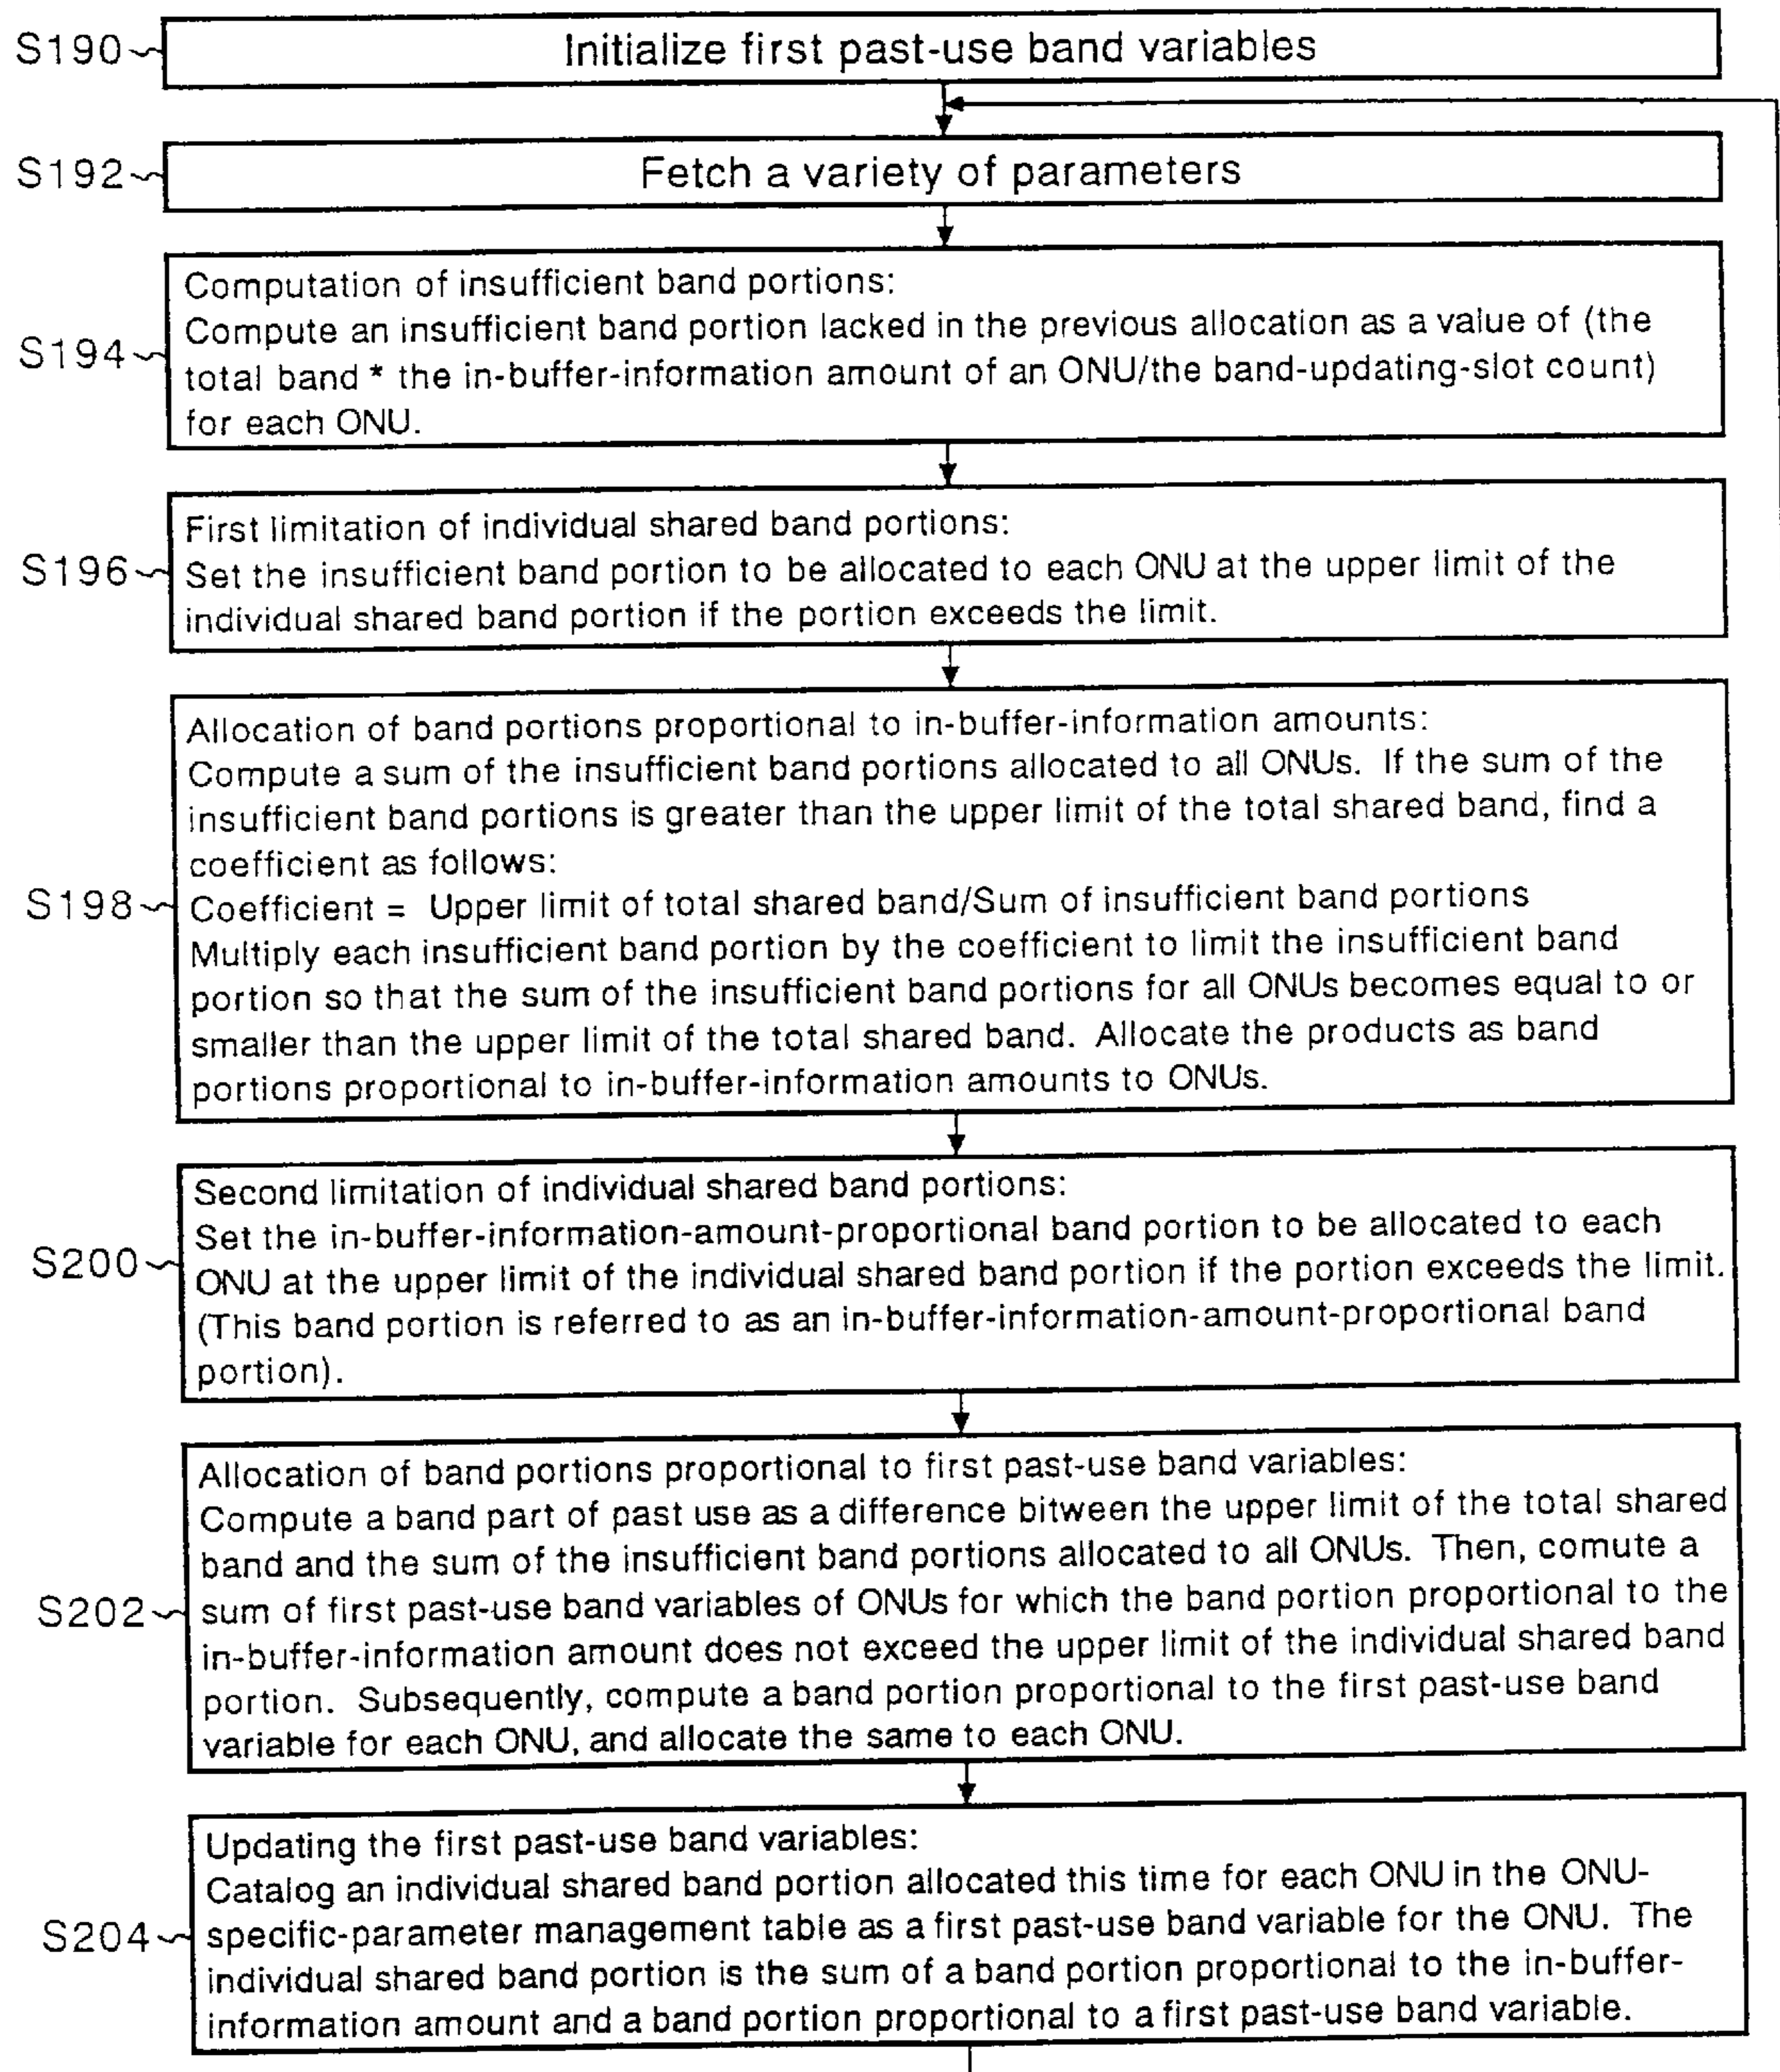 S190
Initialize first past-use band variables
S192
Fetch a variety of parameters
S194
Computation of insufficient band portions:
Compute an insufficient band portion lacked in the previous allocation as a value of (the
total band * the in-buffer-information amount of an ONU/the band-updating-slot count)
for each ONU.
S196
First limitation of individual shared band portions:
Set the insufficient band portion to be allocated to each ONU at the upper limit of the
individual shared band portion if the portion exceeds the limit.
S198
Allocation of band portions proportional to in-buffer-information amounts:
Compute a sum of the insufficient band portions allocated to all ONUs. If the sum of the
insufficient band portions is greater than the upper limit of the total shared band, find a
coefficient as follows:
Coefficient = Upper limit of total shared band/Sum of insufficient band portions
Multiply each insufficient band portion by the coefficient to limit the insufficient band
portion so that the sum of the insufficient band portions for all ONUs becomes equal to or
smaller than the upper limit of the total shared band. Allocate the products as band
portions proportional to in-buffer-information amounts to ONUs.
S200
Second limitation of individual shared band portions:
Set the in-buffer-information-amount-proportional band portion to be allocated to each
ONU at the upper limit of the individual shared band portion if the portion exceeds the limit.
(This band portion is referred to as an in-buffer-information-amount-proportional band
portion).
S202
Allocation of band portions proportional to first past-use band variables:
Compute a band part of past use as a difference bitween the upper limit of the total shared
band and the sum of the insufficient band portions allocated to all ONUs. Then, comute a
sum of first past-use band variables of ONUs for which the band portion proportional to the
in-buffer-information amount does not exceed the upper limit of the individual shared band
portion. Subsequently, compute a band portion proportional to the first past-use band
variable for each ONU, and allocate the same to each ONU.
S204
Updating the first past-use band variables:
Catalog an individual shared band portion allocated this time for each ONU in the ONU-
specific-parameter management table as a first past-use band variable for the ONU. The
individual shared band portion is the sum of a band portion proportional to the in-buffer-
information amount and a band portion proportional to a first past-use band variable.